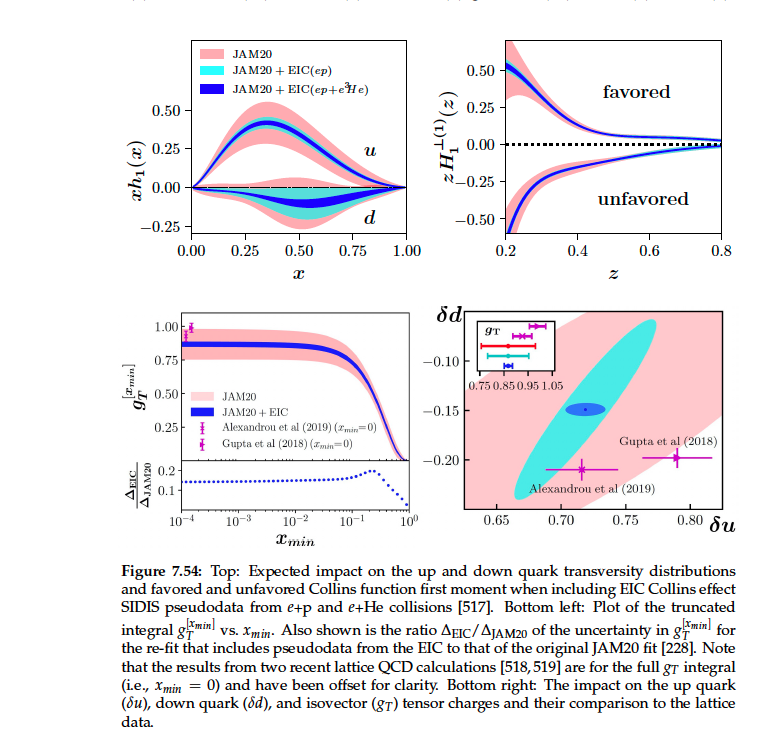 JAM20
JAM20 + EIC(ep)
JAM20 + EIC(ep+e³He)
0.50
0.25
0.00
−0.25
xh₁(x)
u
d
0.00 0.25 0.50 0.75 1.00
x
0.50
0.25
0.00
−0.25
−0.50
zH₁^⊥(1)(z)
favored
unfavored
0.2 0.4 0.6 0.8
z
1.00
0.75
0.50
0.25
g_T^[x_min]
JAM20
JAM20 + EIC
Alexandrou et al (2019) (x_min=0)
Gupta et al (2018) (x_min=0)
0.2
0.1
Δ_EIC
Δ_JAM20
10⁻⁴ 10⁻³ 10⁻² 10⁻¹ 10⁰
x_min
δd
g_T
0.75 0.85 0.95 1.05
−0.10
−0.15
−0.20
Gupta et al (2018)
Alexandrou et al (2019)
0.65 0.70 0.75 0.80 δu
Figure 7.54: Top: Expected impact on the up and down quark transversity distributions
and favored and unfavored Collins function first moment when including EIC Collins effect
SIDIS pseudodata from e+p and e+He collisions [517]. Bottom left: Plot of the truncated
integral g_T^[x_min] vs. x_min. Also shown is the ratio Δ_EIC/Δ_JAM20 of the uncertainty in g_T^[x_min] for
the re-fit that includes pseudodata from the EIC to that of the original JAM20 fit [228]. Note
that the results from two recent lattice QCD calculations [518,519] are for the full g_T integral
(i.e., x_min = 0) and have been offset for clarity. Bottom right: The impact on the up quark
(δu), down quark (δd), and isovector (g_T) tensor charges and their comparison to the lattice
data.